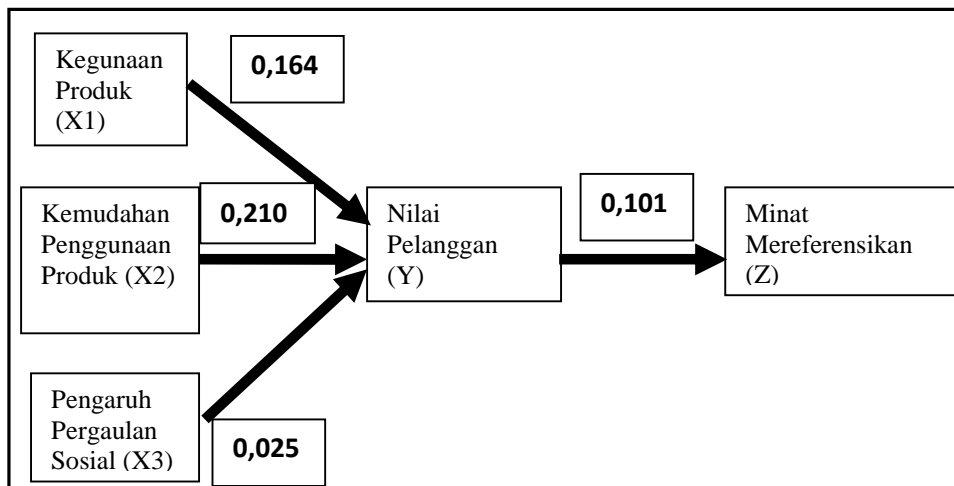 Kegunaan
Produk
(X1)
0,164
Kemudahan
Penggunaan
Produk (X2)
0,210
Nilai
Pelanggan
(Y)
0,101
Minat
Mereferensikan
(Z)
Pengaruh
Pergaulan
Sosial (X3)
0,025